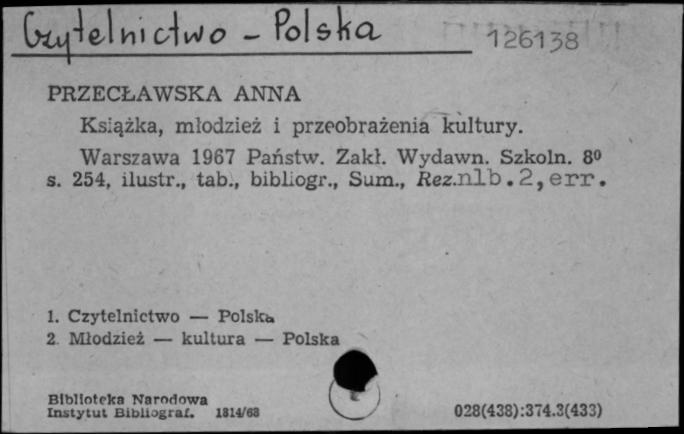 Czytelnictwo - Polska
126138
PRZECŁAWSKA ANNA
Książka, młodzież i przeobrażenia kultury.
Warszawa 1967 Państw. Zakł. Wydawn. Szkoln. 8⁰
s. 254, ilustr., tab., bibliogr., Sum., Rez.nlb.2,err.
1. Czytelnictwo — Polska
2. Młodzież — kultura — Polska
Biblioteka Narodowa
Instytut Bibliograf. 1814/68
028(438):374.3(433)